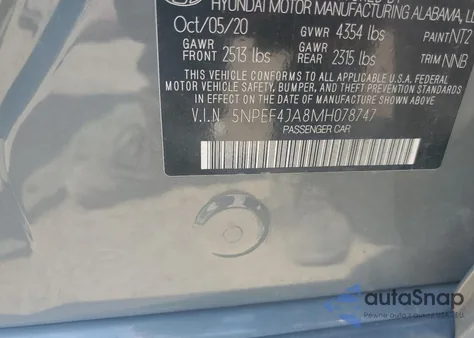 HYUNDAI MOTOR MANUFACTURING ALABAMA,
Oct/05/20 GVWR 4354 lbs PAINT NT2
GAWR FRONT 2513 lbs GAWR REAR 2315 lbs TRIM NNB
THIS VEHICLE CONFORMS TO ALL APPLICABLE U.S.A. FEDERAL
MOTOR VEHICLE SAFETY, BUMPER, AND THEFT PREVENTION STANDARDS
IN EFFECT ON THE DATE OF MANUFACTURE SHOWN ABOVE.
V.I.N 5NPEF4JA8MH078747
PASSENGER CAR
autoSnap
Pewne auto z